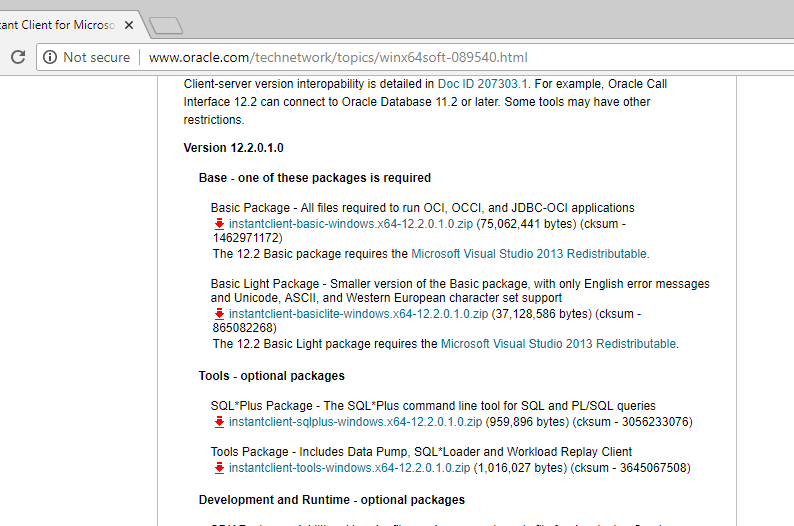 tant Client for Microso
Not secure
www.oracle.com/technetwork/topics/winx64soft-089540.html
Client-server version interopability is detailed in Doc ID 207303.1. For example, Oracle Call
Interface 12.2 can connect to Oracle Database 11.2 or later. Some tools may have other
restrictions.
Version 12.2.0.1.0
Base - one of these packages is required
Basic Package - All files required to run OCI, OCCI, and JDBC-OCI applications
instantclient-basic-windows.x64-12.2.0.1.0.zip (75,062,441 bytes) (cksum -
1462971172)
The 12.2 Basic package requires the Microsoft Visual Studio 2013 Redistributable.
Basic Light Package - Smaller version of the Basic package, with only English error messages
and Unicode, ASCII, and Western European character set support
instantclient-basiclite-windows.x64-12.2.0.1.0.zip (37,128,586 bytes) (cksum -
865082268)
The 12.2 Basic Light package requires the Microsoft Visual Studio 2013 Redistributable.
Tools - optional packages
SQL*Plus Package - The SQL*Plus command line tool for SQL and PL/SQL queries
instantclient-sqlplus-windows.x64-12.2.0.1.0.zip (959,896 bytes) (cksum - 3056233076)
Tools Package - Includes Data Pump, SQL*Loader and Workload Replay Client
instantclient-tools-windows.x64-12.2.0.1.0.zip (1,016,027 bytes) (cksum - 3645067508)
Development and Runtime - optional packages